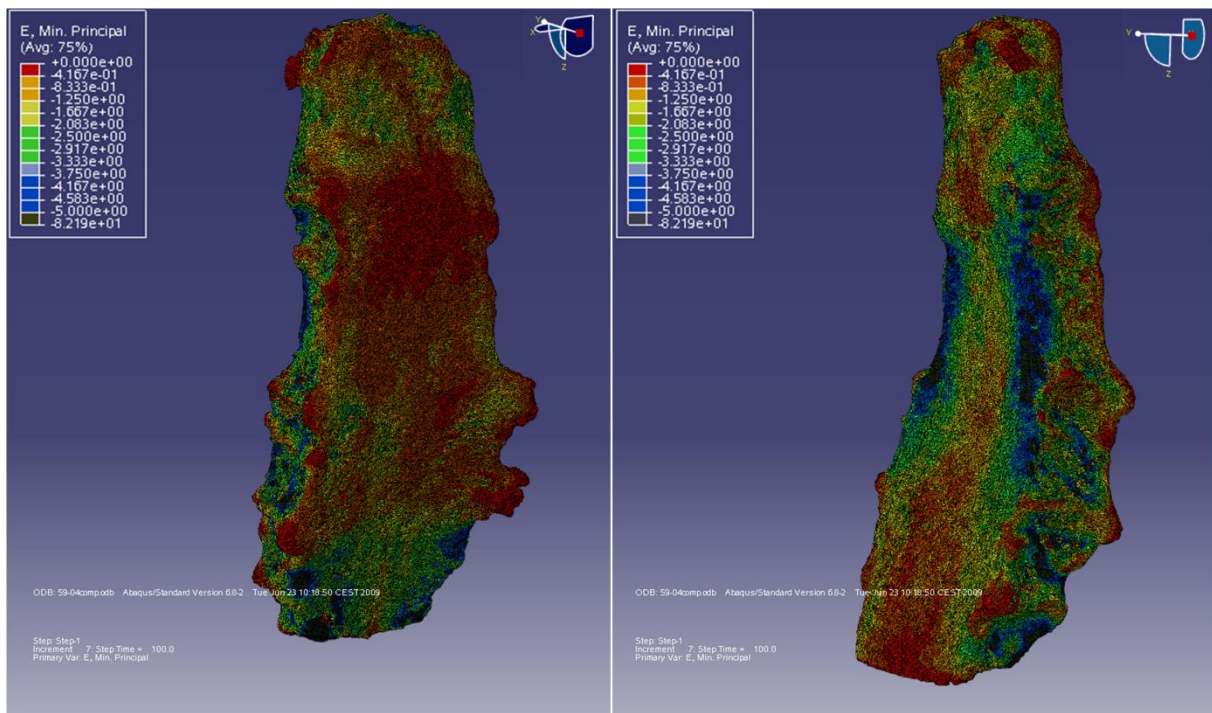 E, Min. Principal
(Avg: 75%)
+0.000e+00
-4.167e-01
-8.333e-01
-1.250e+00
-1.667e+00
-2.083e+00
-2.500e+00
-2.917e+00
-3.333e+00
-3.750e+00
-4.167e+00
-4.583e+00
-5.000e+00
-8.219e+01
Y
X
Z
ODB: 59-04comp.odb Abaqus/Standard Version 6.8-2 Tue Jun 23 10:18:50 CEST 2009
Step: Step-1
Increment 7: Step Time = 100.0
Primary Var: E, Min. Principal
E, Min. Principal
(Avg: 75%)
+0.000e+00
-4.167e-01
-8.333e-01
-1.250e+00
-1.667e+00
-2.083e+00
-2.500e+00
-2.917e+00
-3.333e+00
-3.750e+00
-4.167e+00
-4.583e+00
-5.000e+00
-8.219e+01
Y
Z
ODB: 59-04comp.odb Abaqus/Standard Version 6.8-2 Tue Jun 23 10:18:50 CEST 2009
Step: Step-1
Increment 7: Step Time = 100.0
Primary Var: E, Min. Principal